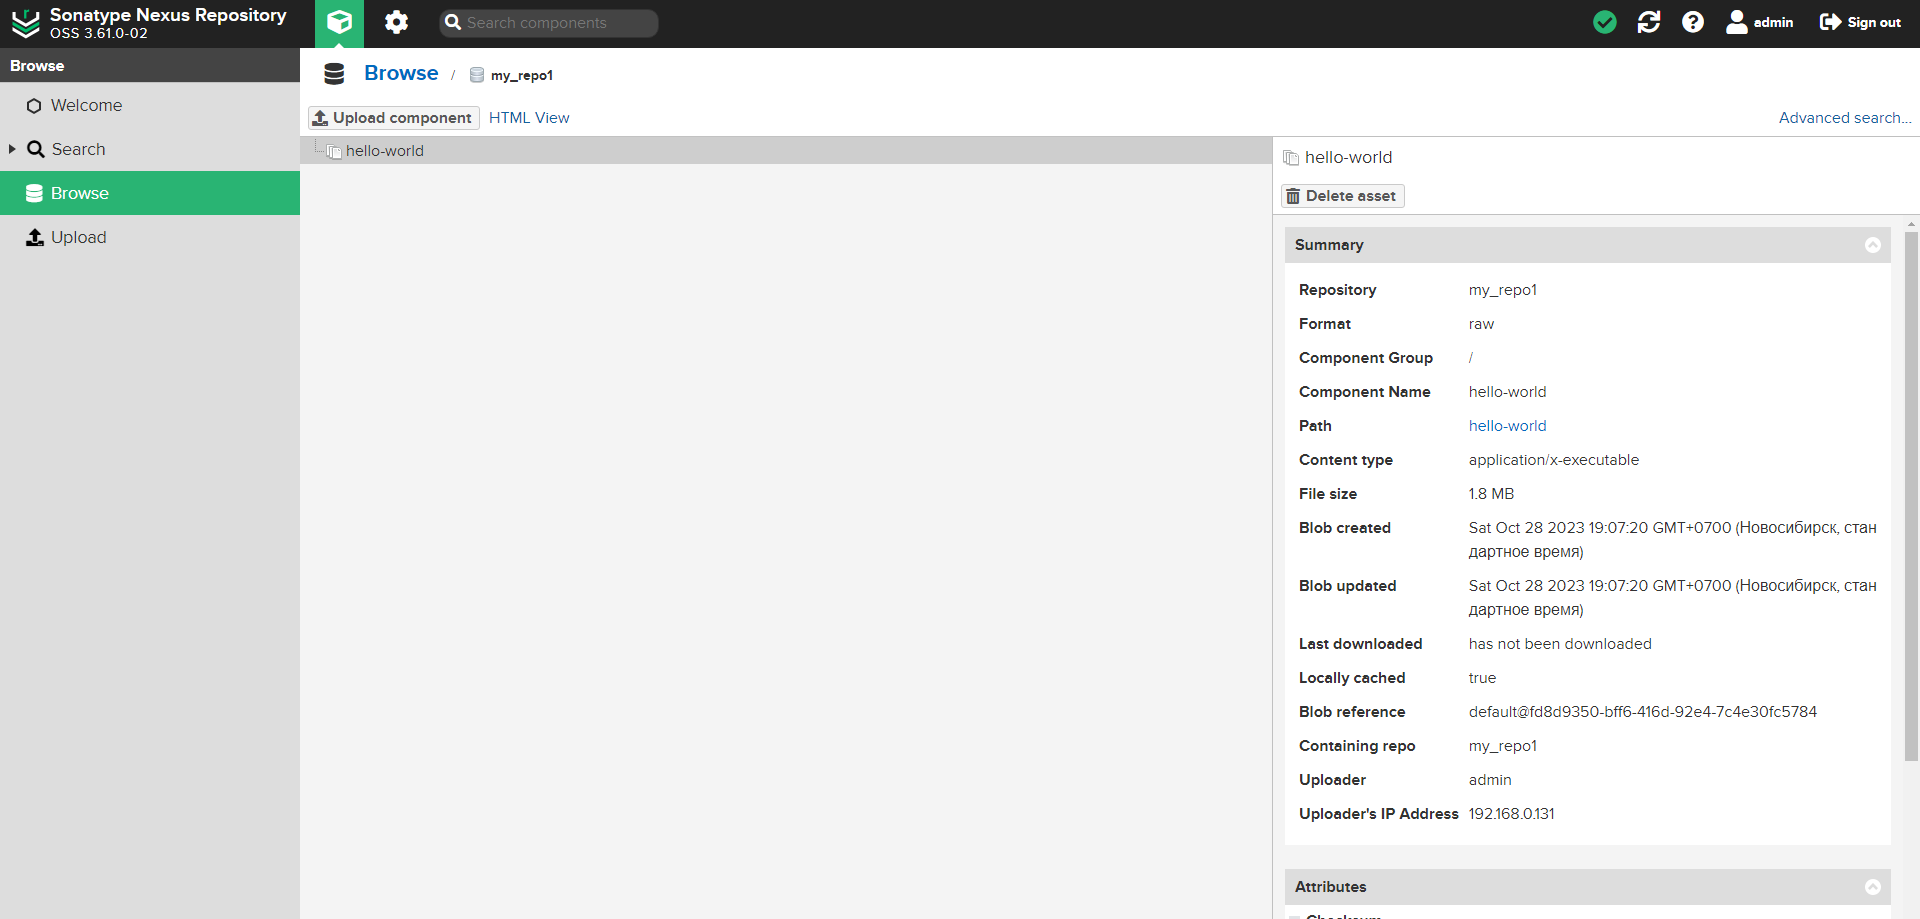 Sonatype Nexus Repository
OSS 3.61.0-02
Search components
admin
Sign out
Browse
Welcome
Search
Browse
Upload
Browse / my_repo1
Upload component
HTML View
Advanced search...
hello-world
hello-world
Delete asset
Summary
Repository my_repo1
Format raw
Component Group /
Component Name hello-world
Path hello-world
Content type application/x-executable
File size 1.8 MB
Blob created Sat Oct 28 2023 19:07:20 GMT+0700 (Новосибирск, стан
дартное время)
Blob updated Sat Oct 28 2023 19:07:20 GMT+0700 (Новосибирск, стан
дартное время)
Last downloaded has not been downloaded
Locally cached true
Blob reference default@fd8d9350-bff6-416d-92e4-7c4e30fc5784
Containing repo my_repo1
Uploader admin
Uploader's IP Address 192.168.0.131
Attributes
Checksum